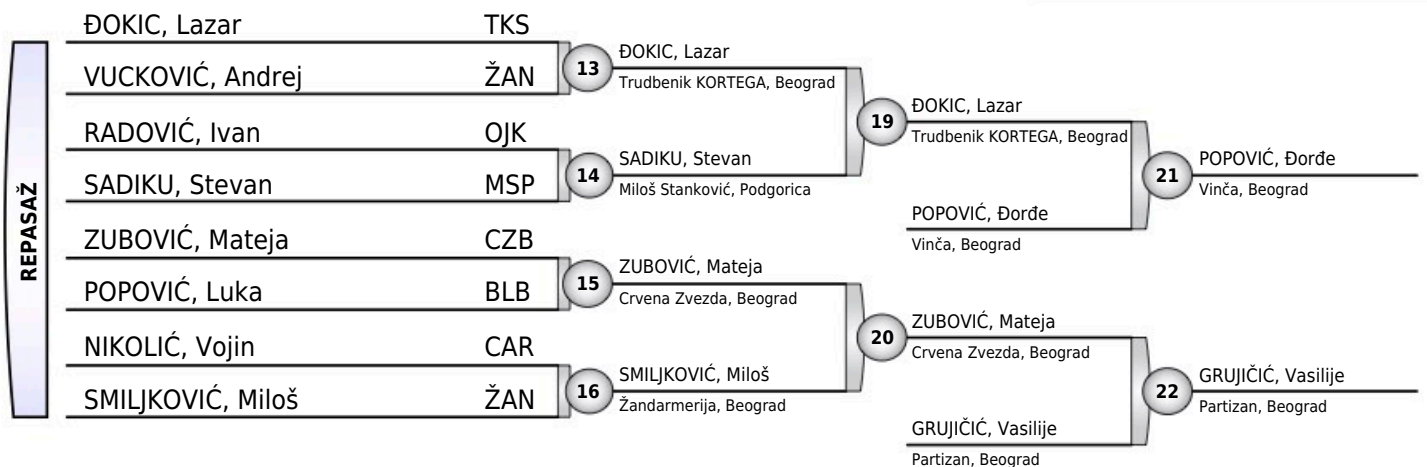 REPASAŽ
ĐOKIC, Lazar TKS
VUCKOVIĆ, Andrej ŽAN
RADOVIĆ, Ivan OJK
SADIKU, Stevan MSP
ZUBOVIĆ, Mateja CZB
POPOVIĆ, Luka BLB
NIKOLIĆ, Vojin CAR
SMILJKOVIĆ, Miloš ŽAN
13
ĐOKIC, Lazar
Trudbenik KORTEGA, Beograd
14
SADIKU, Stevan
Miloš Stanković, Podgorica
15
ZUBOVIĆ, Mateja
Crvena Zvezda, Beograd
16
SMILJKOVIĆ, Miloš
Žandarmerija, Beograd
19
ĐOKIC, Lazar
Trudbenik KORTEGA, Beograd
POPOVIĆ, Đorđe
Vinča, Beograd
20
ZUBOVIĆ, Mateja
Crvena Zvezda, Beograd
GRUJIČIĆ, Vasilije
Partizan, Beograd
21
POPOVIĆ, Đorđe
Vinča, Beograd
22
GRUJIČIĆ, Vasilije
Partizan, Beograd